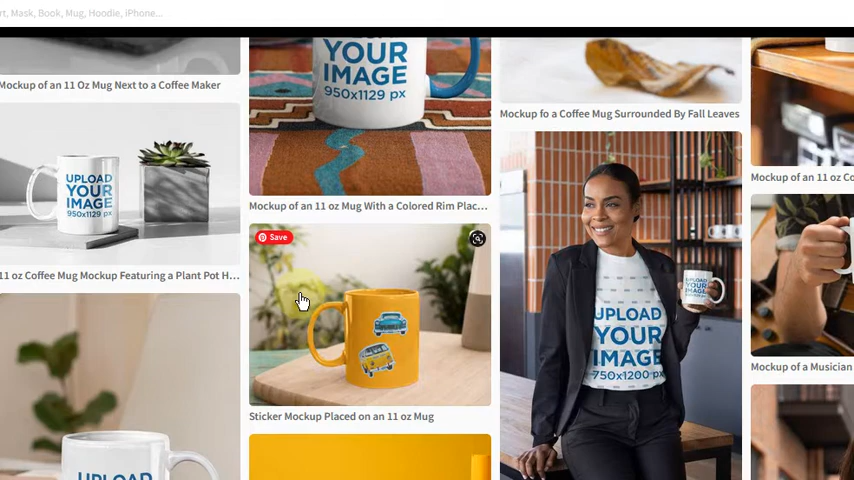 rt, Mask, Book, Mug, Hoodie, iPhone...
Mockup of an 11 Oz Mug Next to a Coffee Maker
UPLOAD
YOUR
IMAGE
950x1129 px
11 oz Coffee Mug Mockup Featuring a Plant Pot H...
UPLOAD
YOUR
IMAGE
950x1129 px
Mockup of an 11 oz Mug With a Colored Rim Plac...
Save
Sticker Mockup Placed on an 11 oz Mug
Mockup fo a Coffee Mug Surrounded By Fall Leaves
UPLOAD
YOUR
IMAGE
750x1200 px
UPLOAD
YOUR
IMAGE
Mockup of an 11 oz Co
Mockup of a Musician
UPLOAD